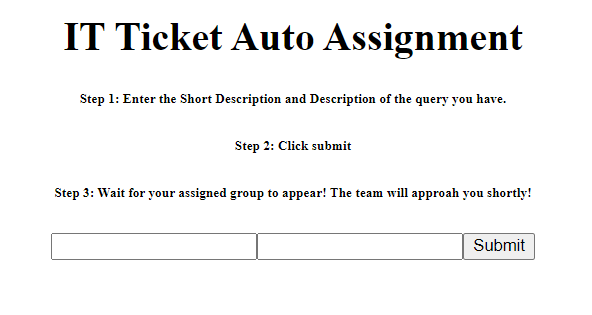 IT Ticket Auto Assignment
Step 1: Enter the Short Description and Description of the query you have.
Step 2: Click submit
Step 3: Wait for your assigned group to appear! The team will approah you shortly!
Submit